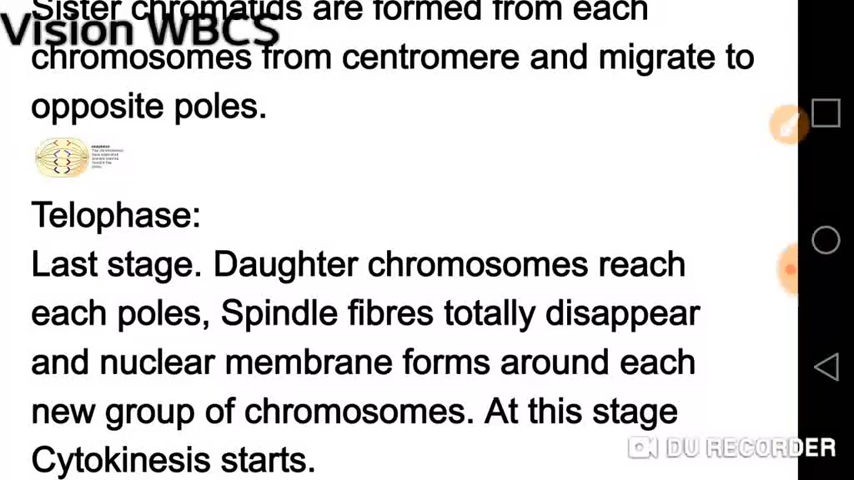 Sister chromatids are formed from each
Vision WBCS
chromosomes from centromere and migrate to
opposite poles.
Telophase:
Last stage. Daughter chromosomes reach
each poles, Spindle fibres totally disappear
and nuclear membrane forms around each
new group of chromosomes. At this stage
DU RECORDER
Cytokinesis starts.